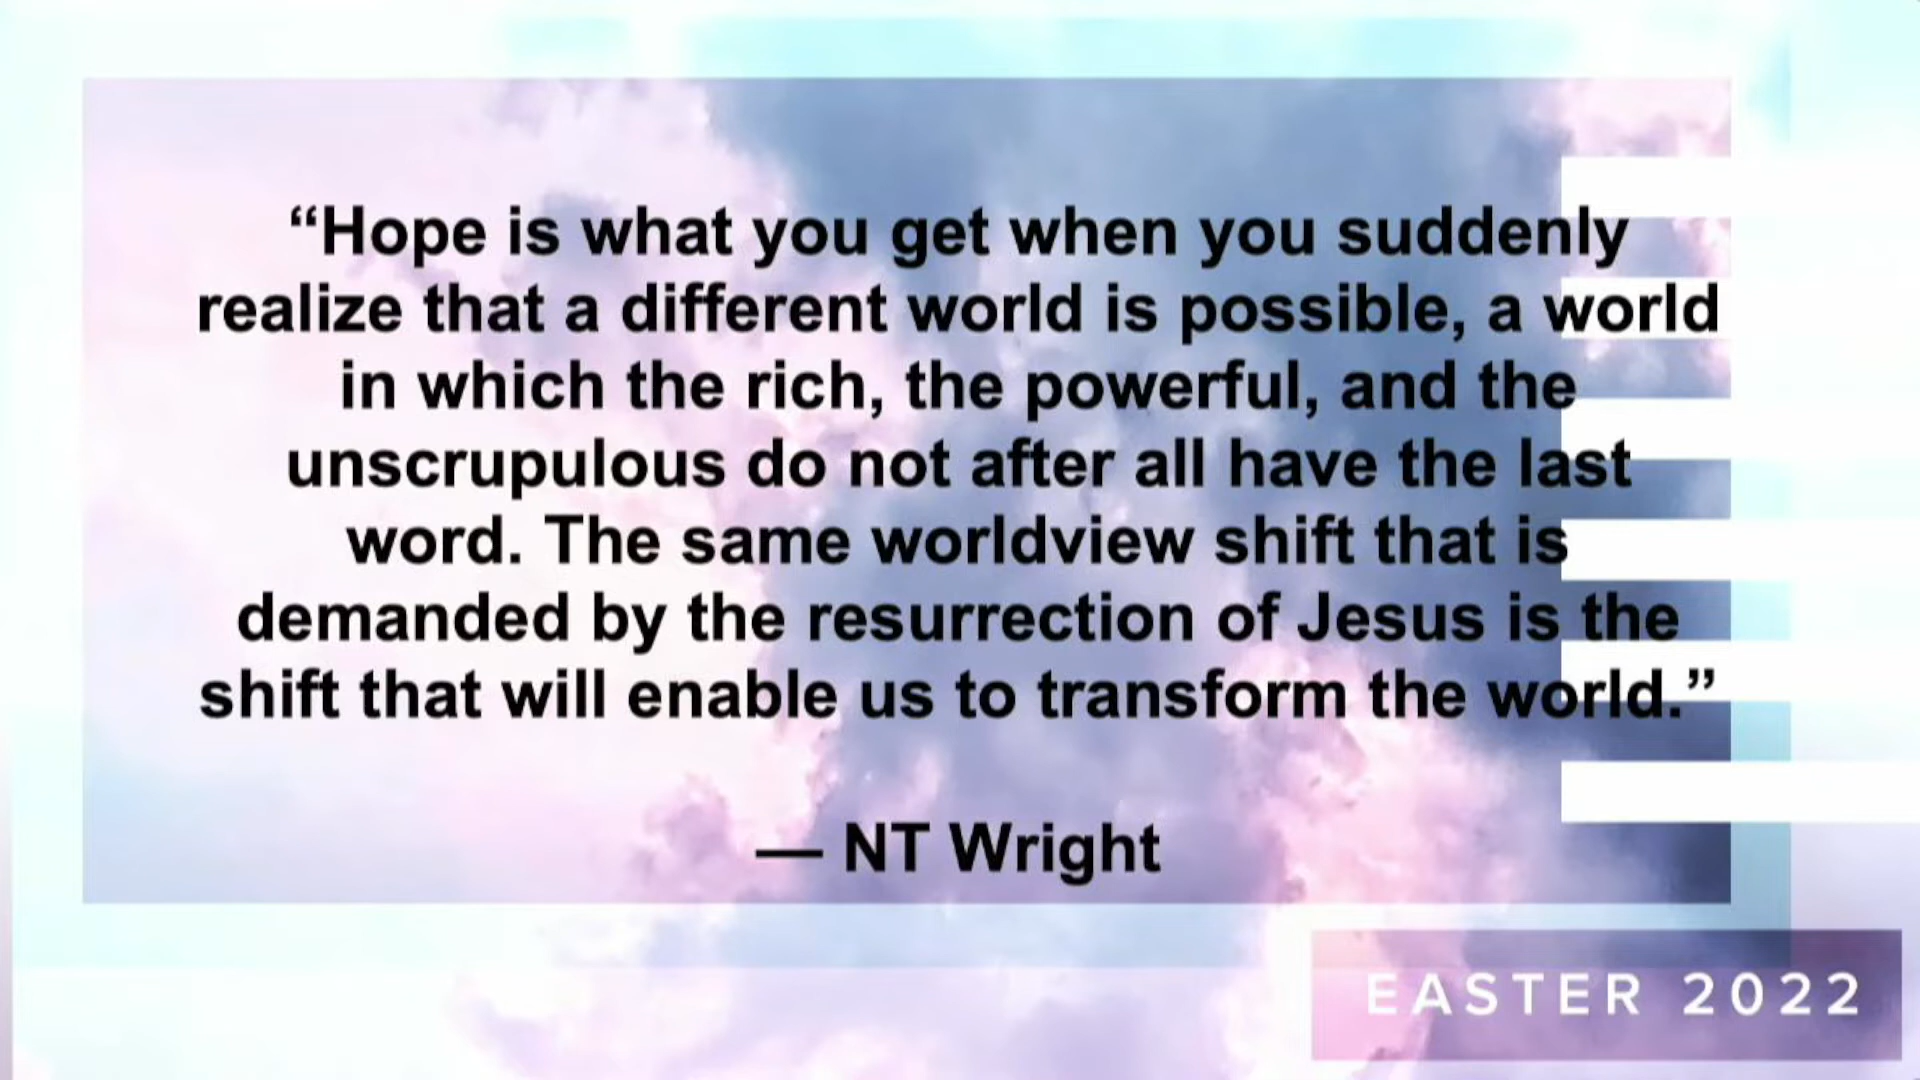 “Hope is what you get when you suddenly
realize that a different world is possible, a world
in which the rich, the powerful, and the
unscrupulous do not after all have the last
word. The same worldview shift that is
demanded by the resurrection of Jesus is the
shift that will enable us to transform the world.”
— NT Wright
EASTER 2022